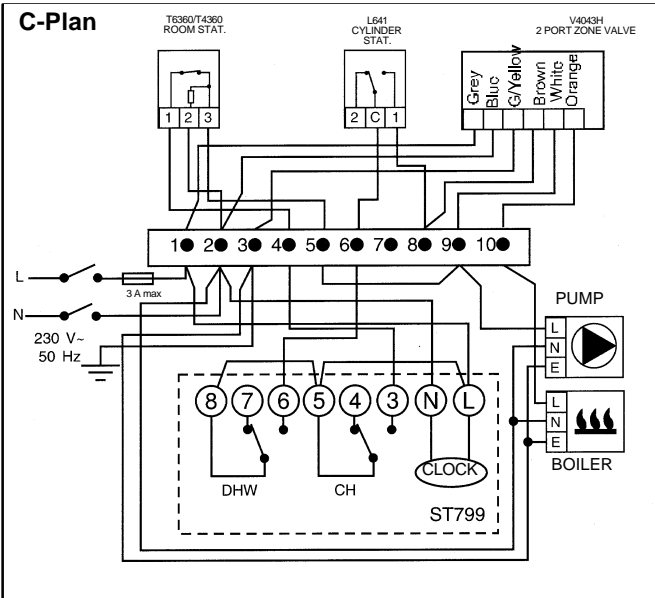 C-Plan
T6360/T4360
ROOM STAT.
L641
CYLINDER
STAT.
V4043H
2 PORT ZONE VALVE
Grey
Blue
G/Yellow
Brown
White
Orange
1 2 3
2 C 1
1 2 3 4 5 6 7 8 9 10
L
3 A max
N
230 V~
50 Hz
PUMP
L
N
E
L
N
E
BOILER
8 7 6 5 4 3 N L
CLOCK
DHW
CH
ST799